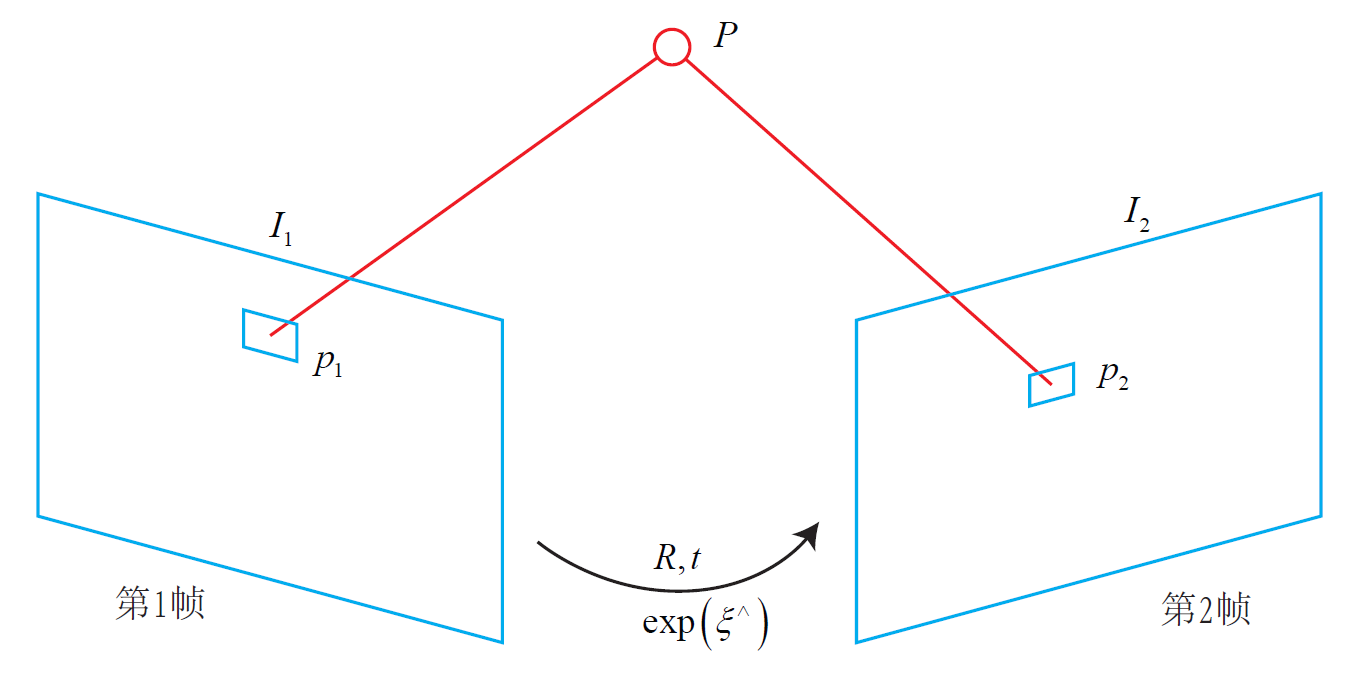 P
I₁
I₂
p₁
p₂
R, t
exp(ξ^)
第1帧
第2帧